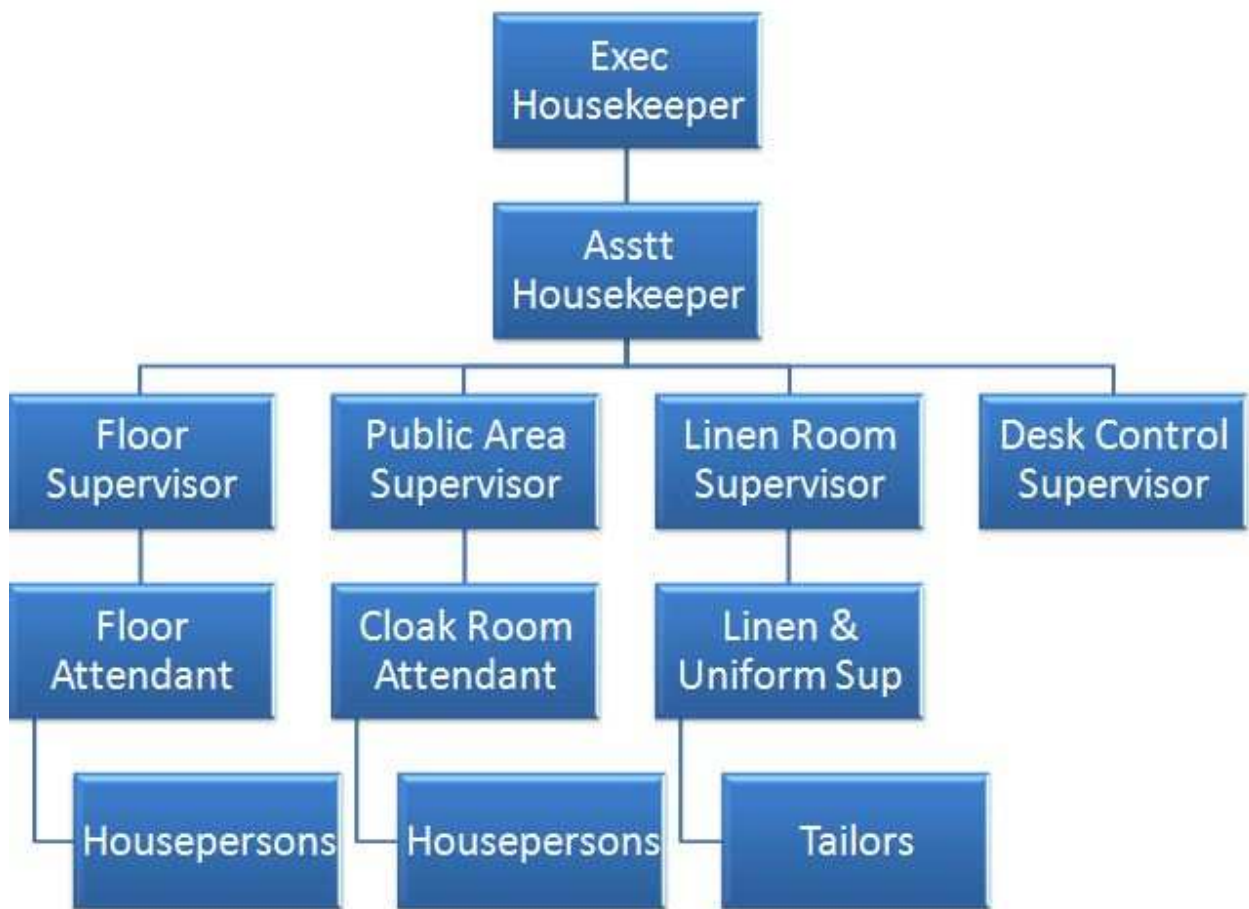 Exec
Housekeeper
Asstt
Housekeeper
Floor
Supervisor
Public Area
Supervisor
Linen Room
Supervisor
Desk Control
Supervisor
Floor
Attendant
Cloak Room
Attendant
Linen &
Uniform Sup
Housepersons
Housepersons
Tailors